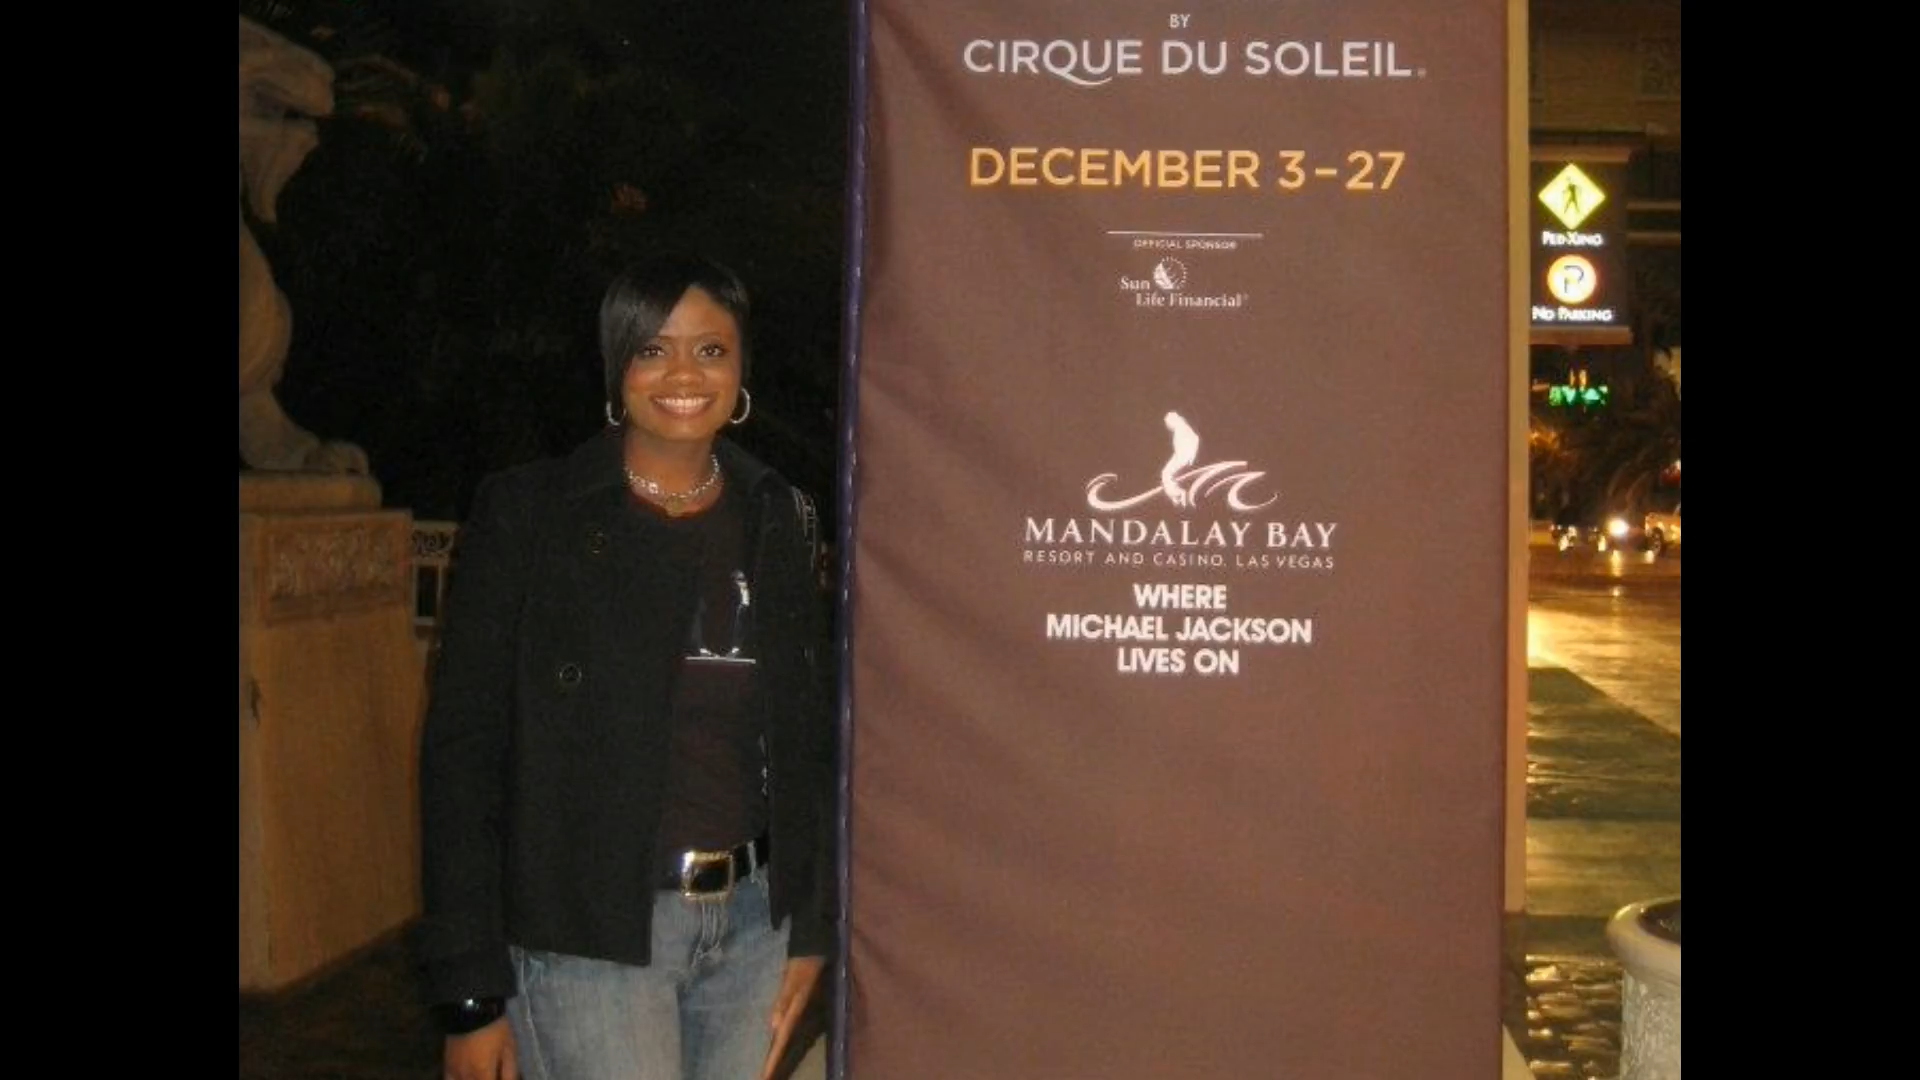 BY
CIRQUE DU SOLEIL®
DECEMBER 3–27
OFFICIAL SPONSOR
Sun
Life Financial®
MANDALAY BAY
RESORT AND CASINO, LAS VEGAS
WHERE
MICHAEL JACKSON
LIVES ON
PED XING
P
NO PARKING